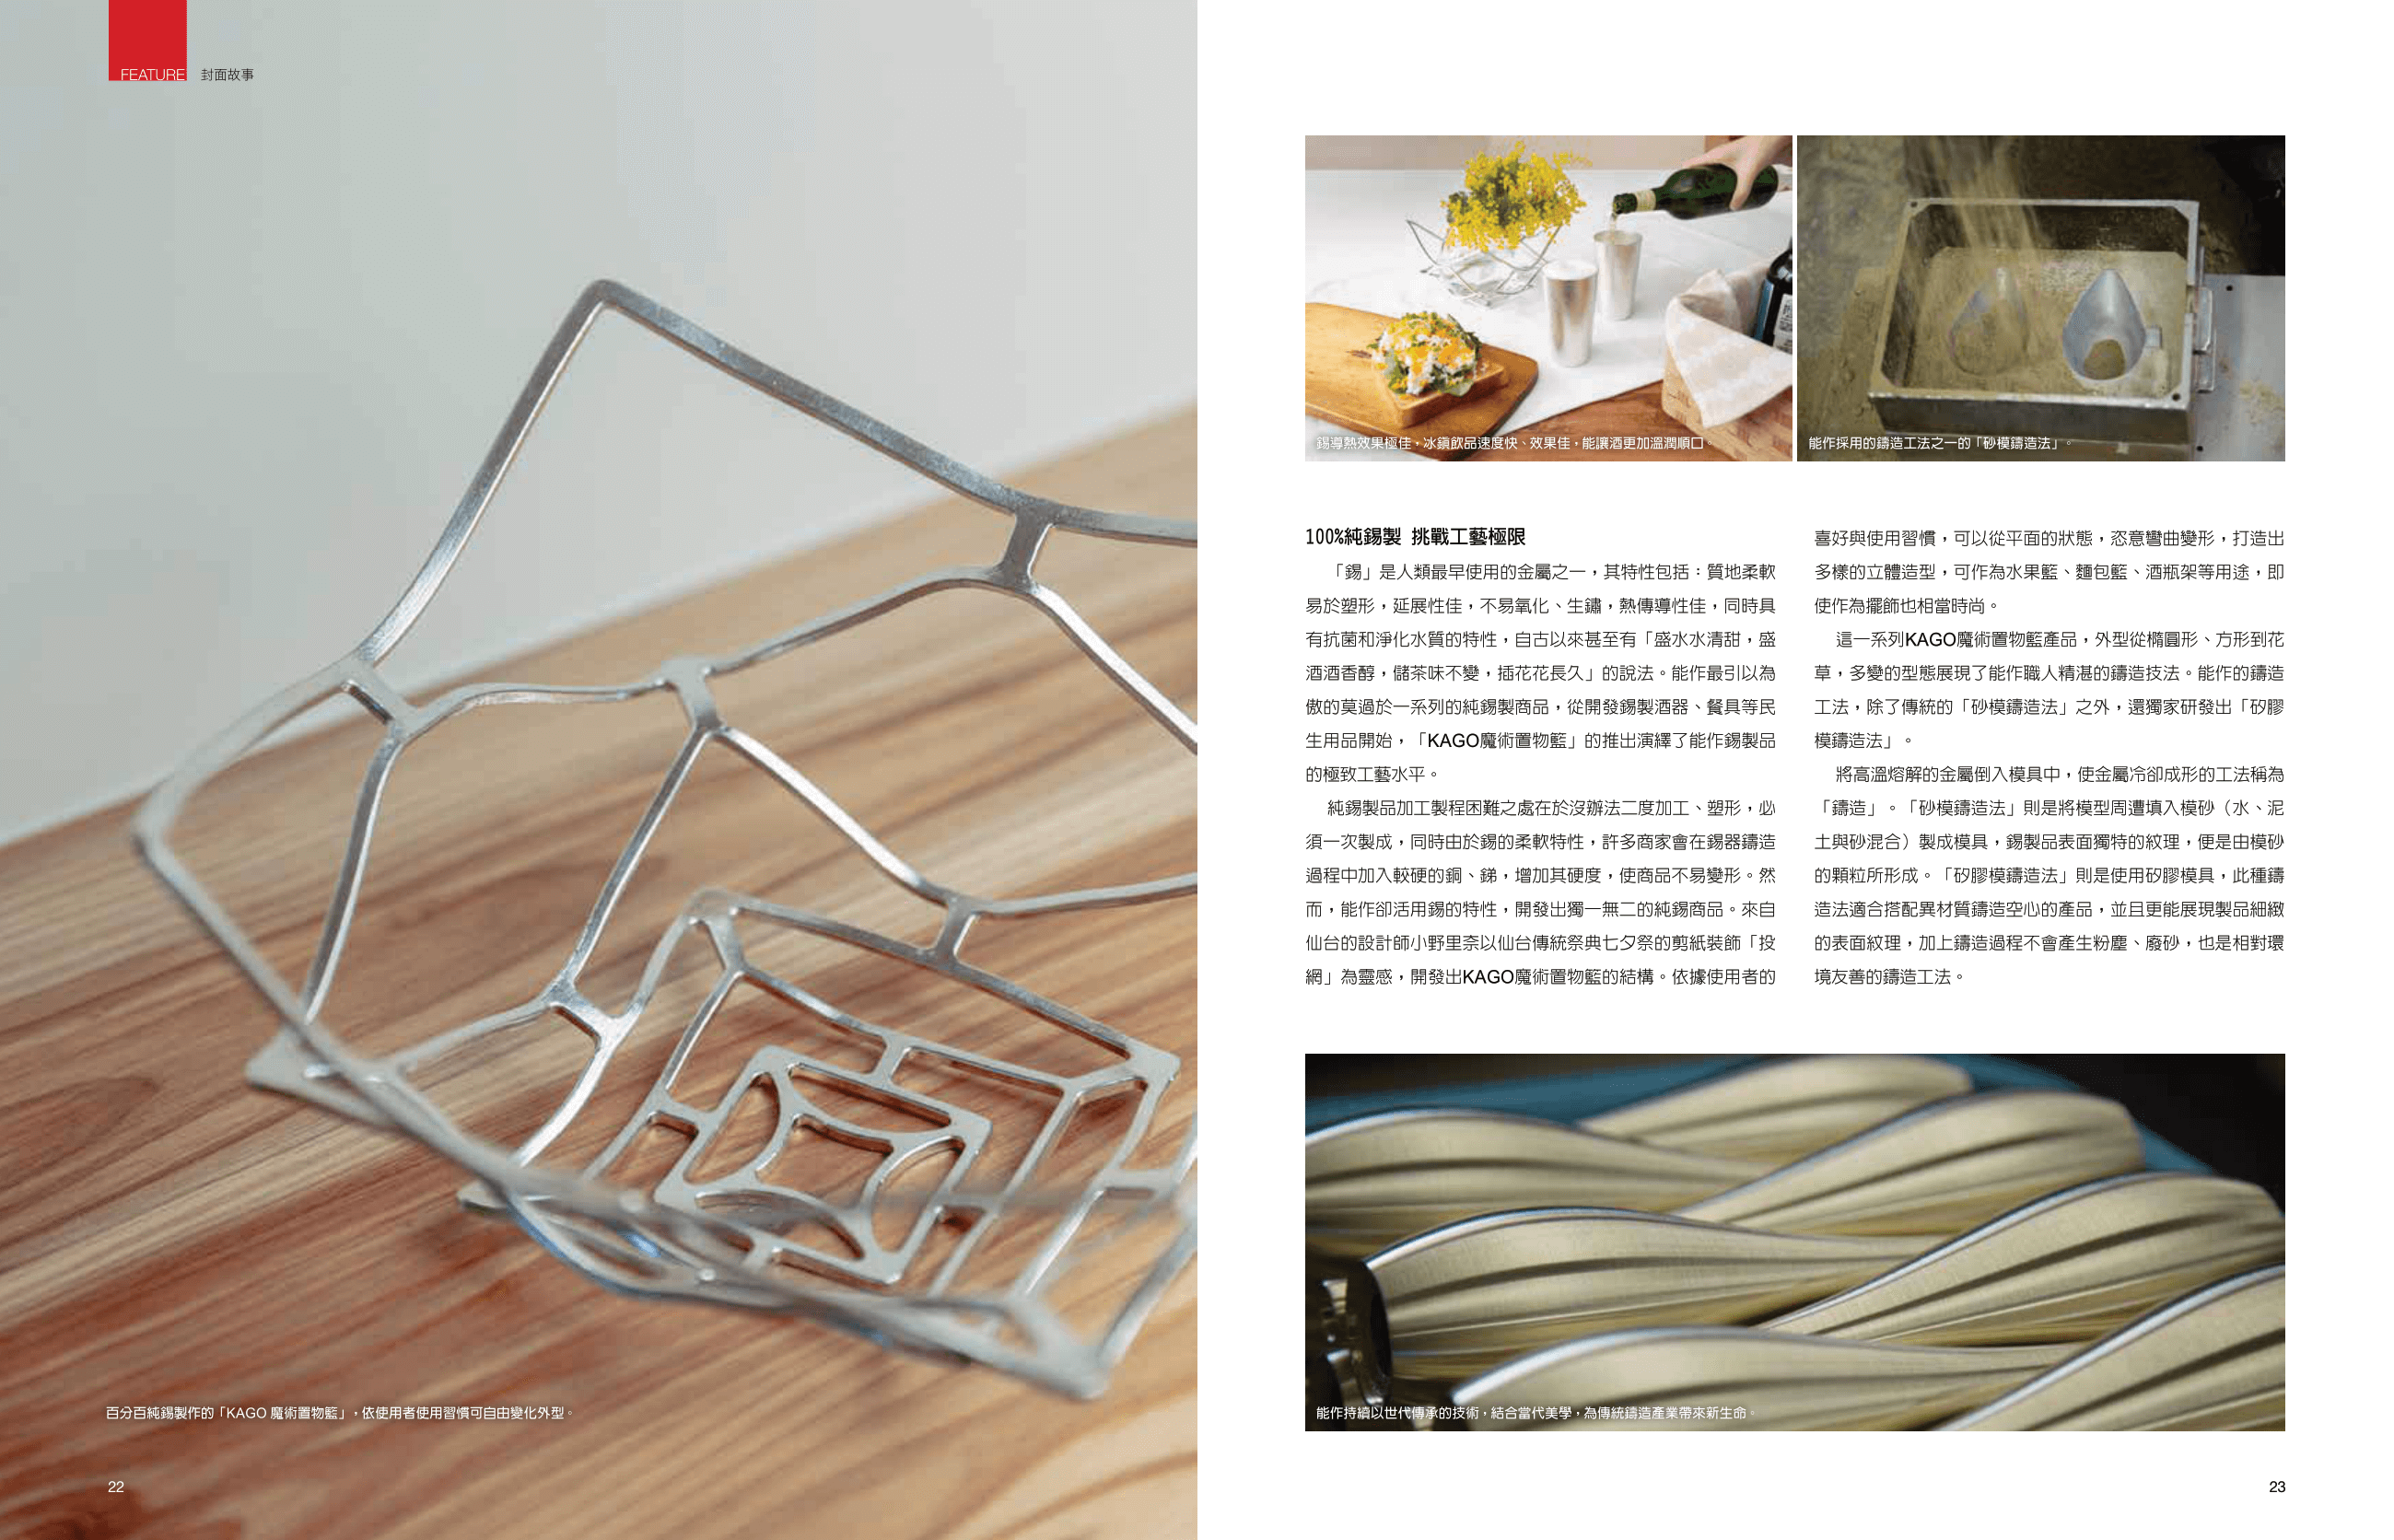 FEATURE 封面故事
百分百純錫製作的「KAGO 魔術置物籃」，依使用者使用習慣可自由變化外型。
22
錫導熱效果極佳，冰鎮飲品速度快、效果佳，能讓酒更加溫潤順口。
能作採用的鑄造工法之一的「砂模鑄造法」。
100%純錫製 挑戰工藝極限
「錫」是人類最早使用的金屬之一，其特性包括：質地柔軟
易於塑形，延展性佳，不易氧化、生鏽，熱傳導性佳，同時具
有抗菌和淨化水質的特性，自古以來甚至有「盛水水清甜，盛
酒酒香醇，儲茶味不變，插花花長久」的說法。能作最引以為
傲的莫過於一系列的純錫製商品，從開發錫製酒器、餐具等民
生用品開始，「KAGO魔術置物籃」的推出演繹了能作錫製品
的極致工藝水平。
純錫製品加工製程困難之處在於沒辦法二度加工、塑形，必
須一次製成，同時由於錫的柔軟特性，許多商家會在錫器鑄造
過程中加入較硬的銅、銻，增加其硬度，使商品不易變形。然
而，能作卻活用錫的特性，開發出獨一無二的純錫商品。來自
仙台的設計師小野里奈以仙台傳統祭典七夕祭的剪紙裝飾「投
網」為靈感，開發出KAGO魔術置物籃的結構。依據使用者的
喜好與使用習慣，可以從平面的狀態，恣意彎曲變形，打造出
多樣的立體造型，可作為水果籃、麵包籃、酒瓶架等用途，即
使作為擺飾也相當時尚。
這一系列KAGO魔術置物籃產品，外型從橢圓形、方形到花
草，多變的型態展現了能作職人精湛的鑄造技法。能作的鑄造
工法，除了傳統的「砂模鑄造法」之外，還獨家研發出「矽膠
模鑄造法」。
將高溫熔解的金屬倒入模具中，使金屬冷卻成形的工法稱為
「鑄造」。「砂模鑄造法」則是將模型周遭填入模砂（水、泥
土與砂混合）製成模具，錫製品表面獨特的紋理，便是由模砂
的顆粒所形成。「矽膠模鑄造法」則是使用矽膠模具，此種鑄
造法適合搭配異材質鑄造空心的產品，並且更能展現製品細緻
的表面紋理，加上鑄造過程不會產生粉塵、廢砂，也是相對環
境友善的鑄造工法。
能作持續以世代傳承的技術，結合當代美學，為傳統鑄造產業帶來新生命。
23